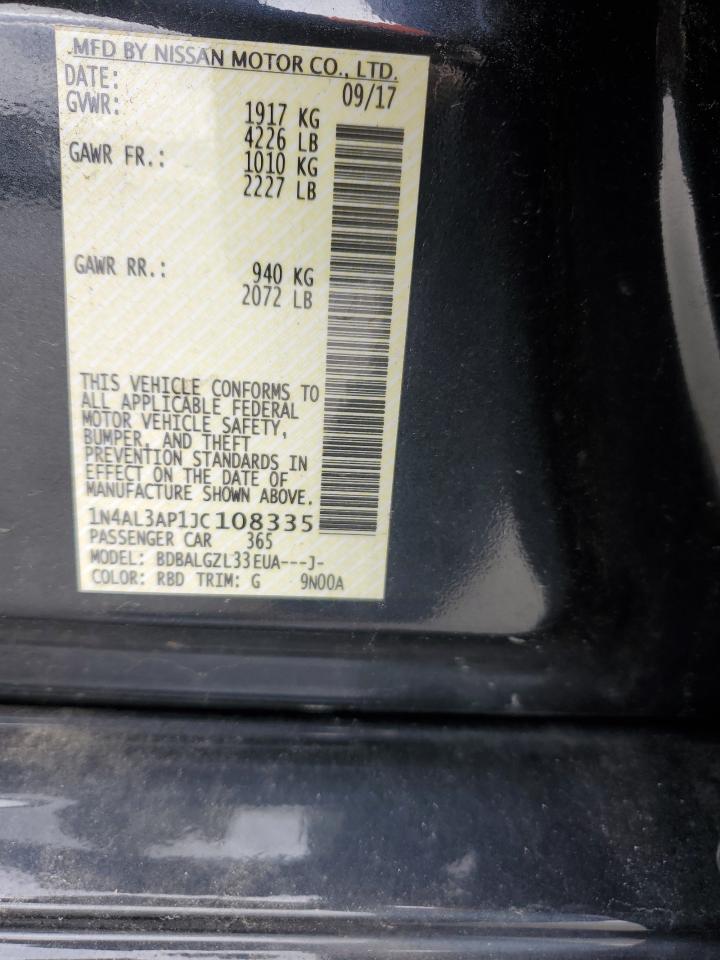 MFD BY NISSAN MOTOR CO., LTD.
DATE: 09/17
GVWR: 1917 KG
4226 LB
GAWR FR.: 1010 KG
2227 LB
GAWR RR.: 940 KG
2072 LB
THIS VEHICLE CONFORMS TO
ALL APPLICABLE FEDERAL
MOTOR VEHICLE SAFETY,
BUMPER, AND THEFT
PREVENTION STANDARDS IN
EFFECT ON THE DATE OF
MANUFACTURE SHOWN ABOVE.
1N4AL3AP1JC108335
PASSENGER CAR 365
MODEL: BDBALGZL33EUA---J-
COLOR: RBD TRIM: G 9N00A